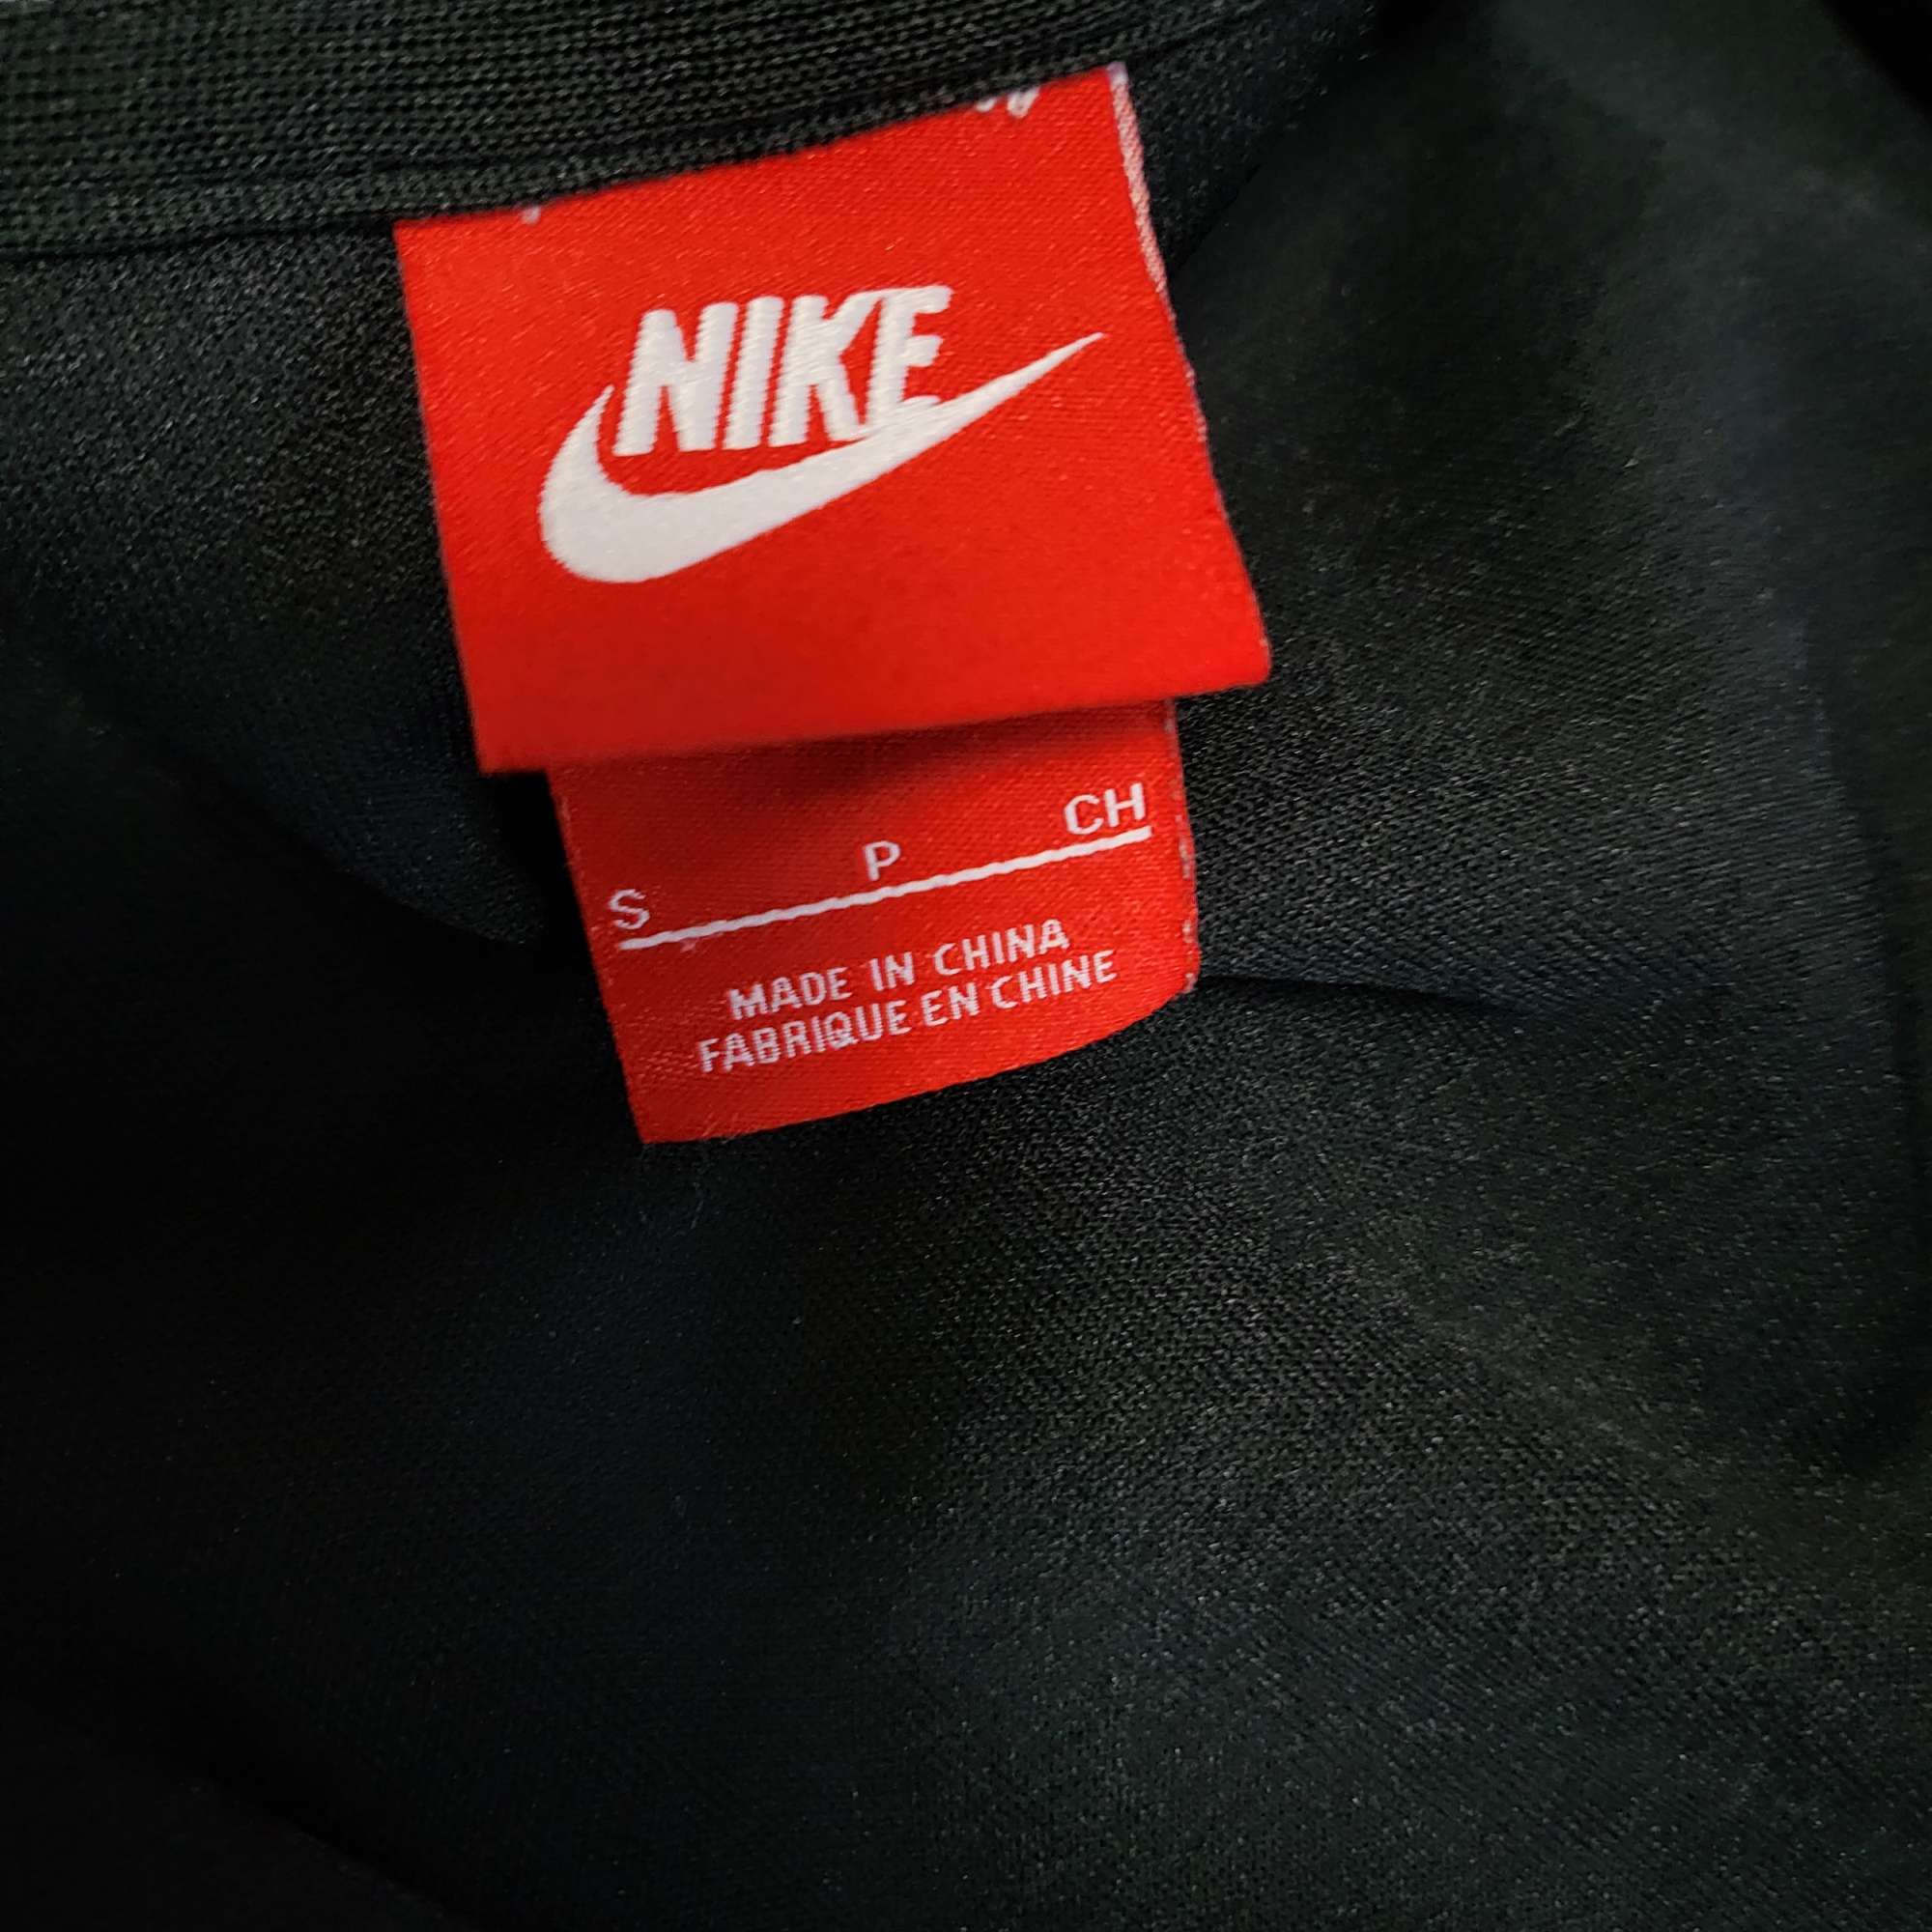 NIKE
S P CH
MADE IN CHINA
FABRIQUE EN CHINE